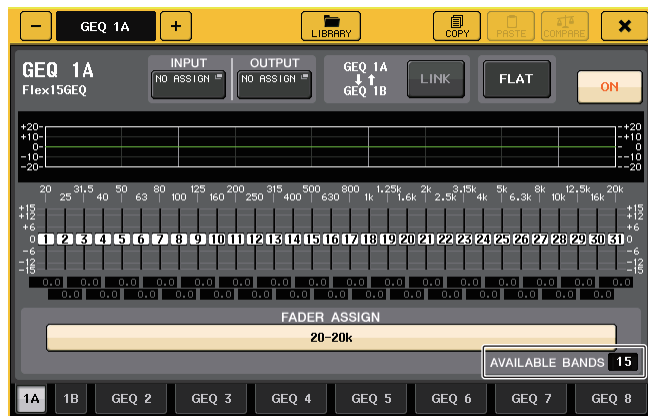 − GEQ 1A + LIBRARY COPY PASTE COMPARE ×
GEQ 1A
Flex15GEQ
INPUT
NO ASSIGN
OUTPUT
NO ASSIGN
GEQ 1A
↓↑
GEQ 1B
LINK
FLAT
ON
+20 +20
+10 +10
0 0
-10 -10
-20 -20
20 31.5 50 80 125 200 315 500 800 1.25k 2k 3.15k 5k 8k 12.5k 20k
25 40 63 100 160 250 400 630 1k 1.6k 2.5k 4k 6.3k 10k 16k
+15 +15
+12 +12
+6 +6
0 1 2 3 4 5 6 7 8 9 10 11 12 13 14 15 16 17 18 19 20 21 22 23 24 25 26 27 28 29 30 31 0
-6 -6
-12 -12
-15 -15
0.0 0.0 0.0 0.0 0.0 0.0 0.0 0.0 0.0 0.0 0.0 0.0 0.0 0.0 0.0 0.0
0.0 0.0 0.0 0.0 0.0 0.0 0.0 0.0 0.0 0.0 0.0 0.0 0.0 0.0 0.0
FADER ASSIGN
20-20k
AVAILABLE BANDS 15
1A 1B GEQ 2 GEQ 3 GEQ 4 GEQ 5 GEQ 6 GEQ 7 GEQ 8